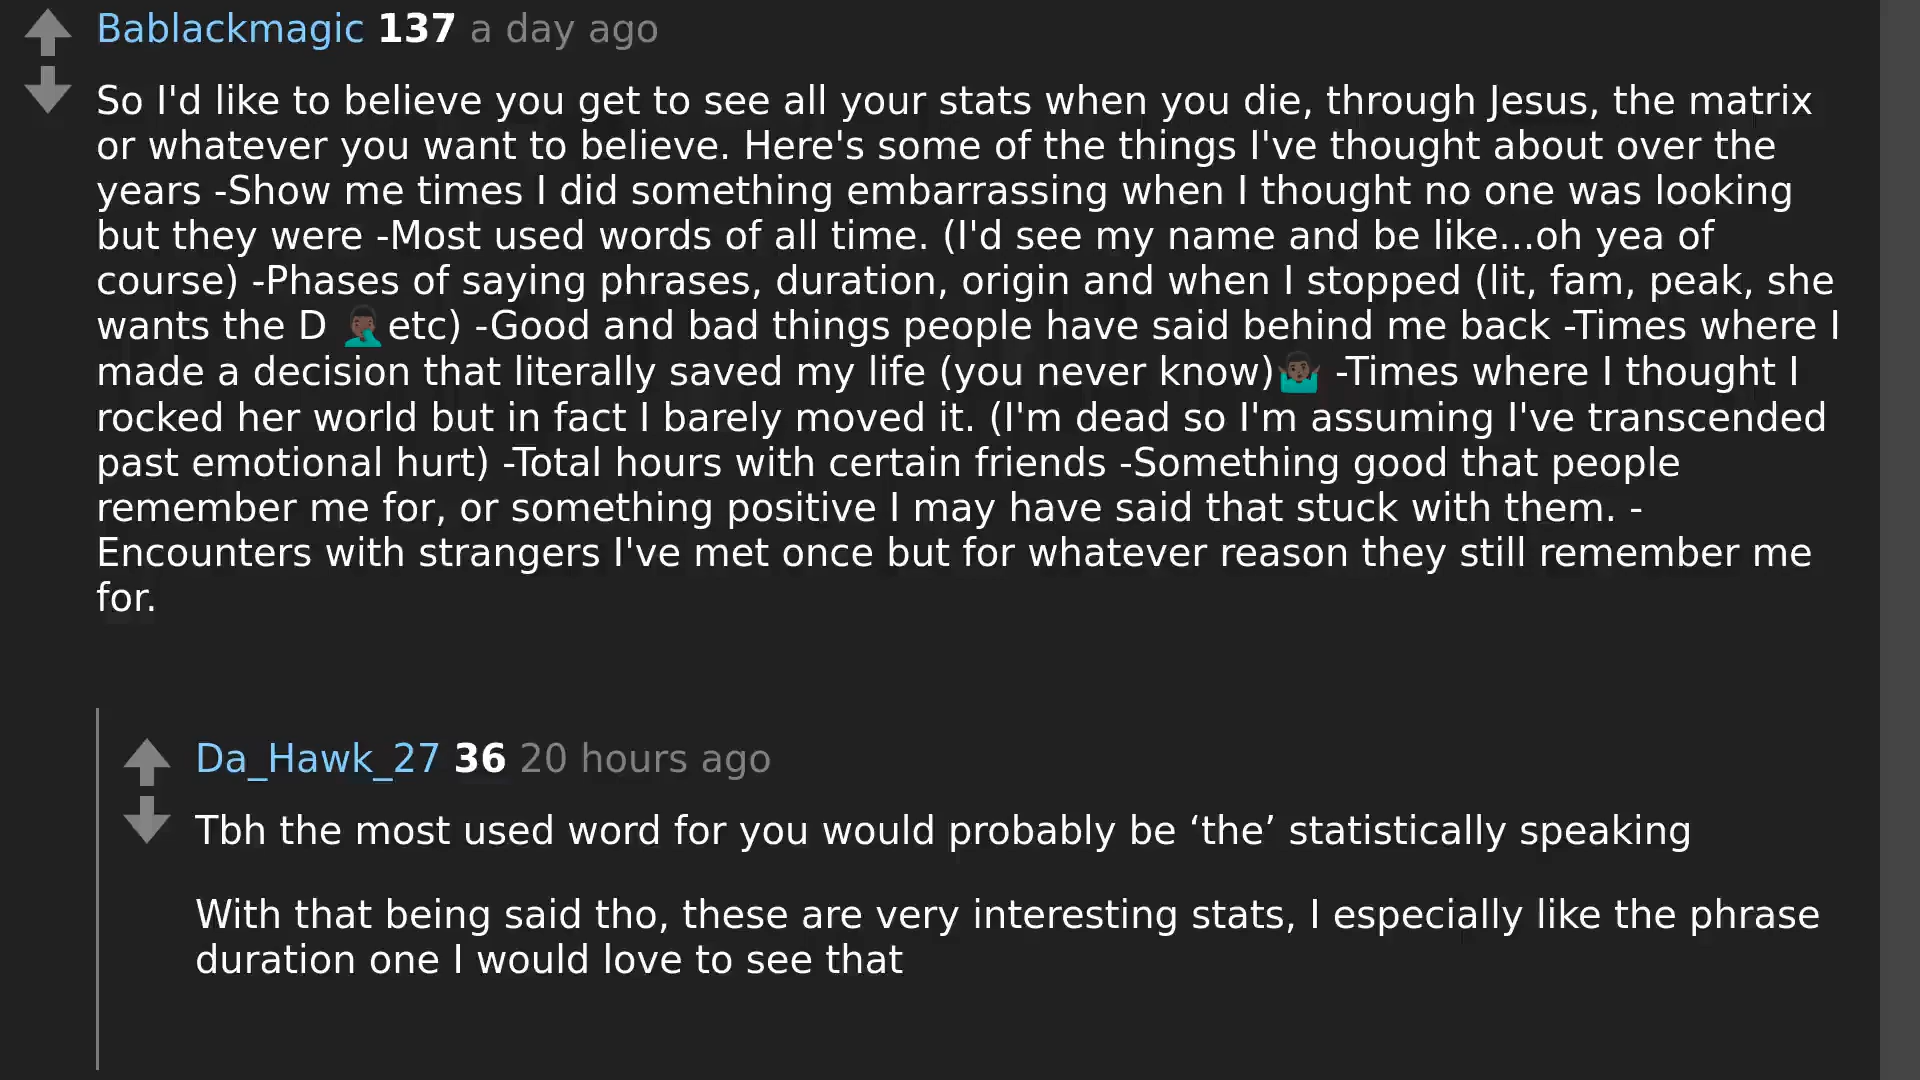 Bablackmagic 137 a day ago
So I'd like to believe you get to see all your stats when you die, through Jesus, the matrix
or whatever you want to believe. Here's some of the things I've thought about over the
years -Show me times I did something embarrassing when I thought no one was looking
but they were -Most used words of all time. (I'd see my name and be like...oh yea of
course) -Phases of saying phrases, duration, origin and when I stopped (lit, fam, peak, she
wants the D 🤦🏿‍♂️etc) -Good and bad things people have said behind me back -Times where I
made a decision that literally saved my life (you never know)🤷🏿‍♂️ -Times where I thought I
rocked her world but in fact I barely moved it. (I'm dead so I'm assuming I've transcended
past emotional hurt) -Total hours with certain friends -Something good that people
remember me for, or something positive I may have said that stuck with them. -
Encounters with strangers I've met once but for whatever reason they still remember me
for.
Da_Hawk_27 36 20 hours ago
Tbh the most used word for you would probably be ‘the’ statistically speaking
With that being said tho, these are very interesting stats, I especially like the phrase
duration one I would love to see that